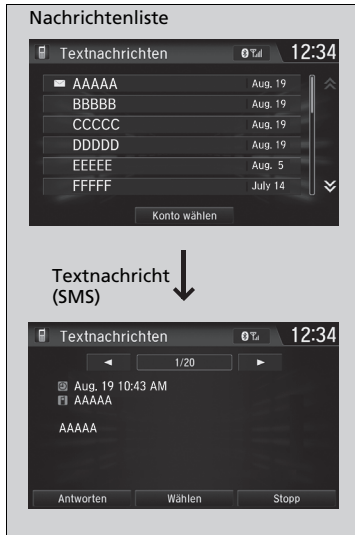 Nachrichtenliste
Textnachrichten 12:34
AAAAA Aug. 19
BBBBB Aug. 19
CCCCC Aug. 19
DDDDD Aug. 19
EEEEE Aug. 5
FFFFF July 14
Konto wählen
Textnachricht
(SMS)
Textnachrichten 12:34
1/20
Aug. 19 10:43 AM
AAAAA
AAAAA
Antworten Wählen Stopp